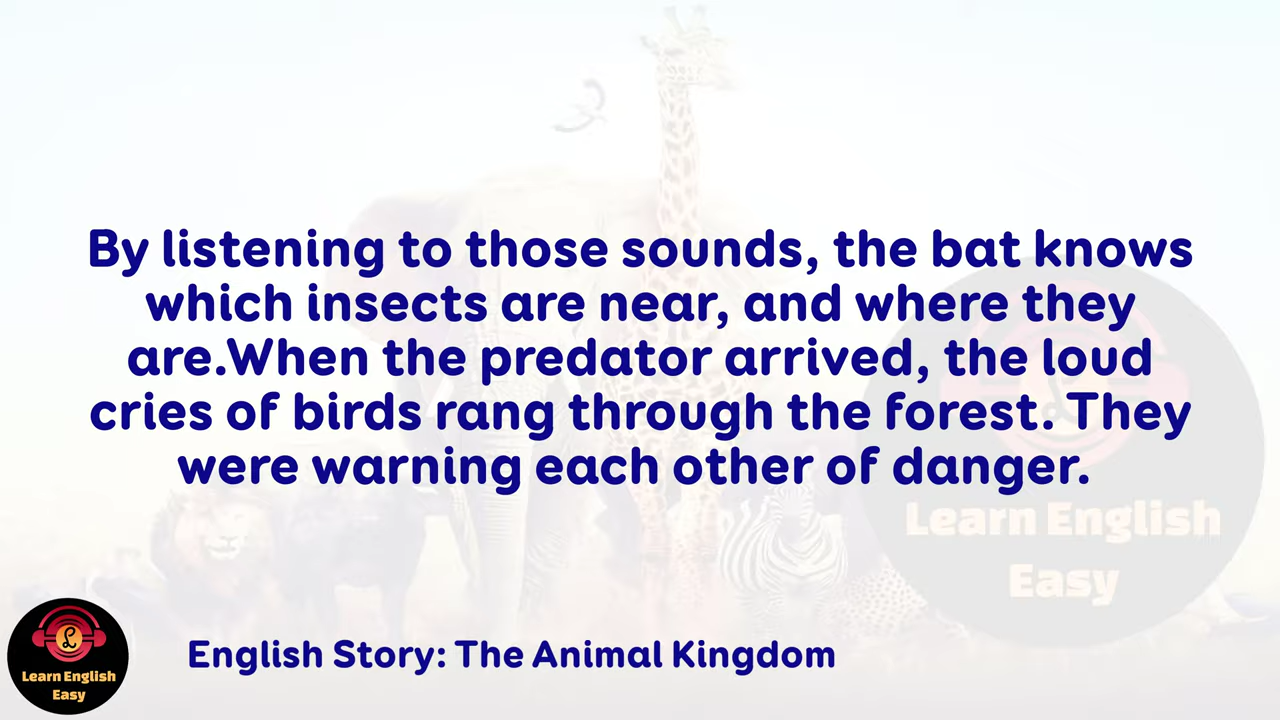 By listening to those sounds, the bat knows
which insects are near, and where they
are.When the predator arrived, the loud
cries of birds rang through the forest. They
were warning each other of danger.
Learn English
Easy
English Story: The Animal Kingdom
Learn English
Easy